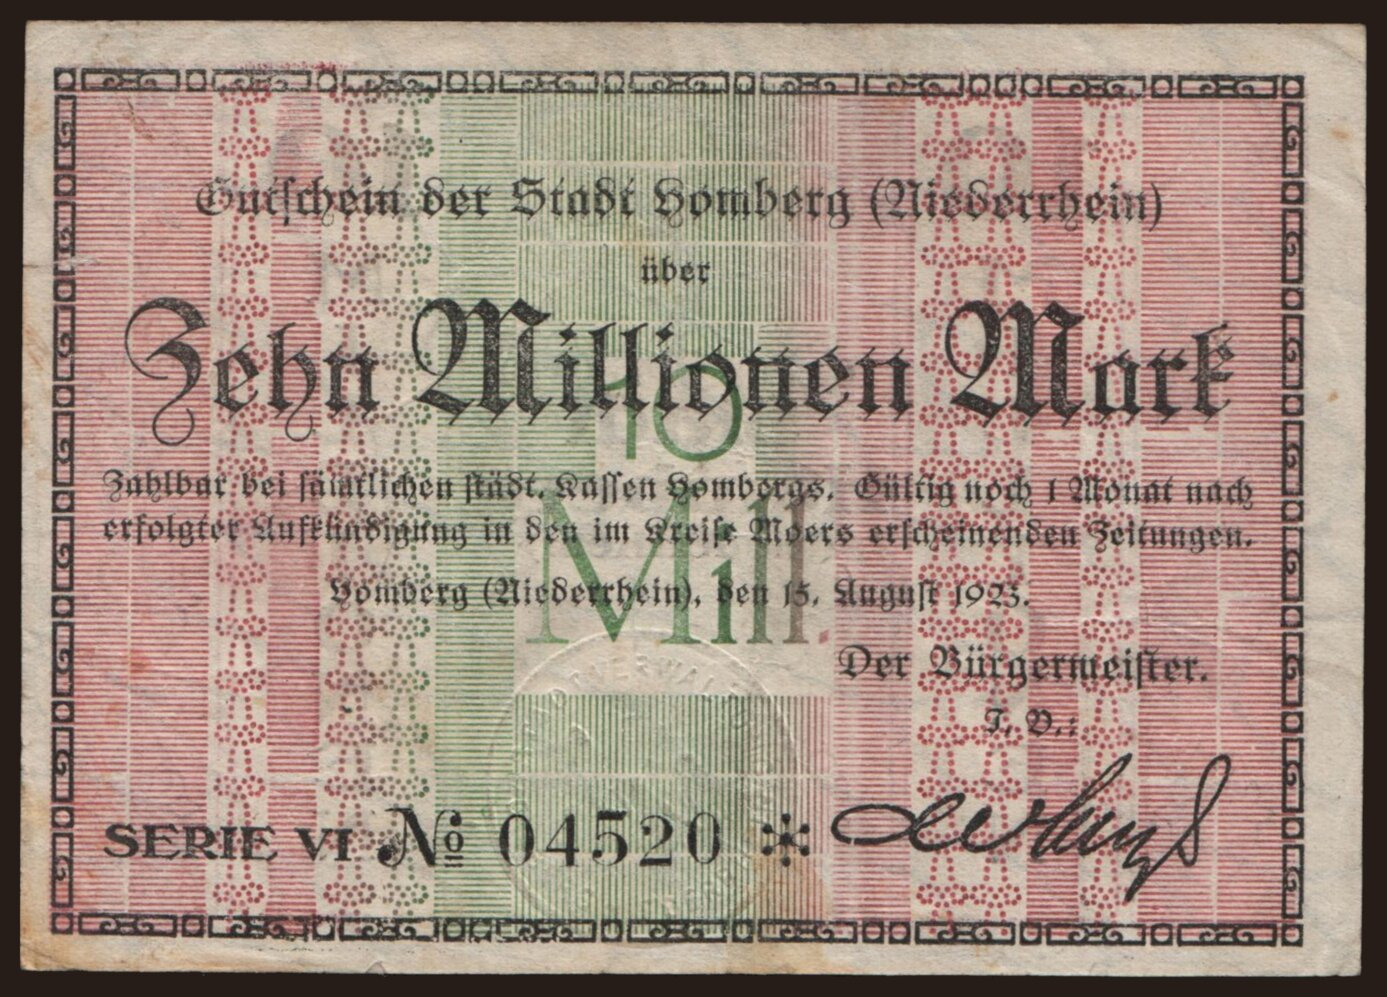 Gutschein der Stadt Homberg (Niederrhein)
über
Zehn Millionen Mark
10
Mill.
Zahlbar bei sämtlichen städt. Kassen Hombergs. Gültig noch 1 Monat nach
erfolgter Aufkündigung in den im Kreise Moers erscheinenden Zeitungen.
Homberg (Niederrhein), den 15. August 1923.
Der Bürgermeister.
I. V.:
SERIE VI No 04520 *